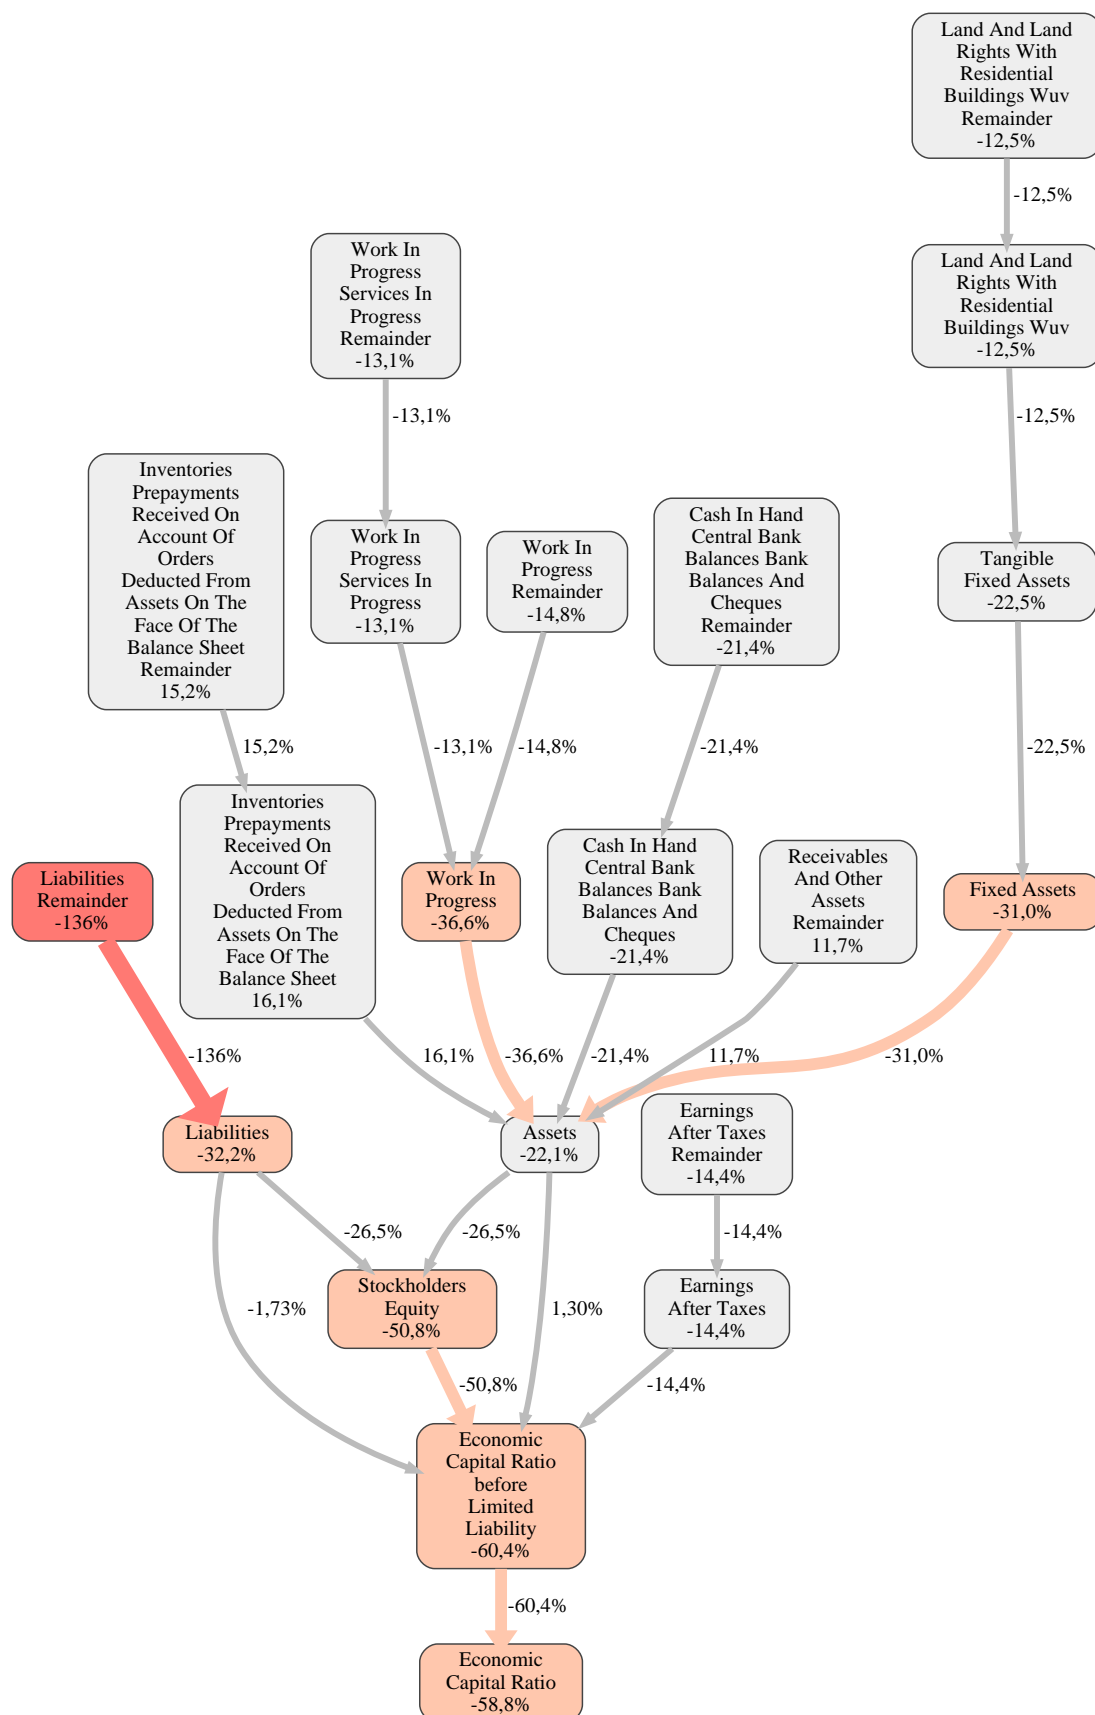 Land And Land
Rights With
Residential
Buildings Wuv
Remainder
-12,5%
-12,5%
Work In
Progress
Services In
Progress
Remainder
-13,1%
Land And Land
Rights With
Residential
Buildings Wuv
-12,5%
-13,1%
-12,5%
Inventories
Prepayments
Received On
Account Of
Orders
Deducted From
Assets On The
Face Of The
Balance Sheet
Remainder
15,2%
Work In
Progress
Services In
Progress
-13,1%
Work In
Progress
Remainder
-14,8%
Cash In Hand
Central Bank
Balances Bank
Balances And
Cheques
Remainder
-21,4%
Tangible
Fixed Assets
-22,5%
15,2%
-13,1%
-14,8%
-21,4%
-22,5%
Liabilities
Remainder
-136%
Inventories
Prepayments
Received On
Account Of
Orders
Deducted From
Assets On The
Face Of The
Balance Sheet
16,1%
Work In
Progress
-36,6%
Cash In Hand
Central Bank
Balances Bank
Balances And
Cheques
-21,4%
Receivables
And Other
Assets
Remainder
11,7%
Fixed Assets
-31,0%
-136%
16,1%
-36,6%
-21,4%
11,7%
-31,0%
Liabilities
-32,2%
Assets
-22,1%
Earnings
After Taxes
Remainder
-14,4%
-26,5%
-26,5%
-14,4%
-1,73%
Stockholders
Equity
-50,8%
1,30%
Earnings
After Taxes
-14,4%
-50,8%
-14,4%
Economic
Capital Ratio
before
Limited
Liability
-60,4%
-60,4%
Economic
Capital Ratio
-58,8%